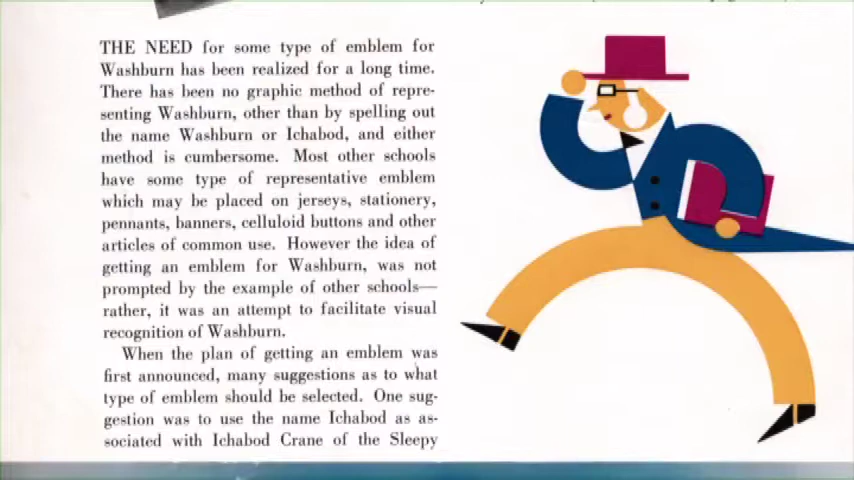 THE NEED for some type of emblem for
Washburn has been realized for a long time.
There has been no graphic method of repre-
senting Washburn, other than by spelling out
the name Washburn or Ichabod, and either
method is cumbersome. Most other schools
have some type of representative emblem
which may be placed on jerseys, stationery,
pennants, banners, celluloid buttons and other
articles of common use. However the idea of
getting an emblem for Washburn, was not
prompted by the example of other schools—
rather, it was an attempt to facilitate visual
recognition of Washburn.
When the plan of getting an emblem was
first announced, many suggestions as to what
type of emblem should be selected. One sug-
gestion was to use the name Ichabod as as-
sociated with Ichabod Crane of the Sleepy